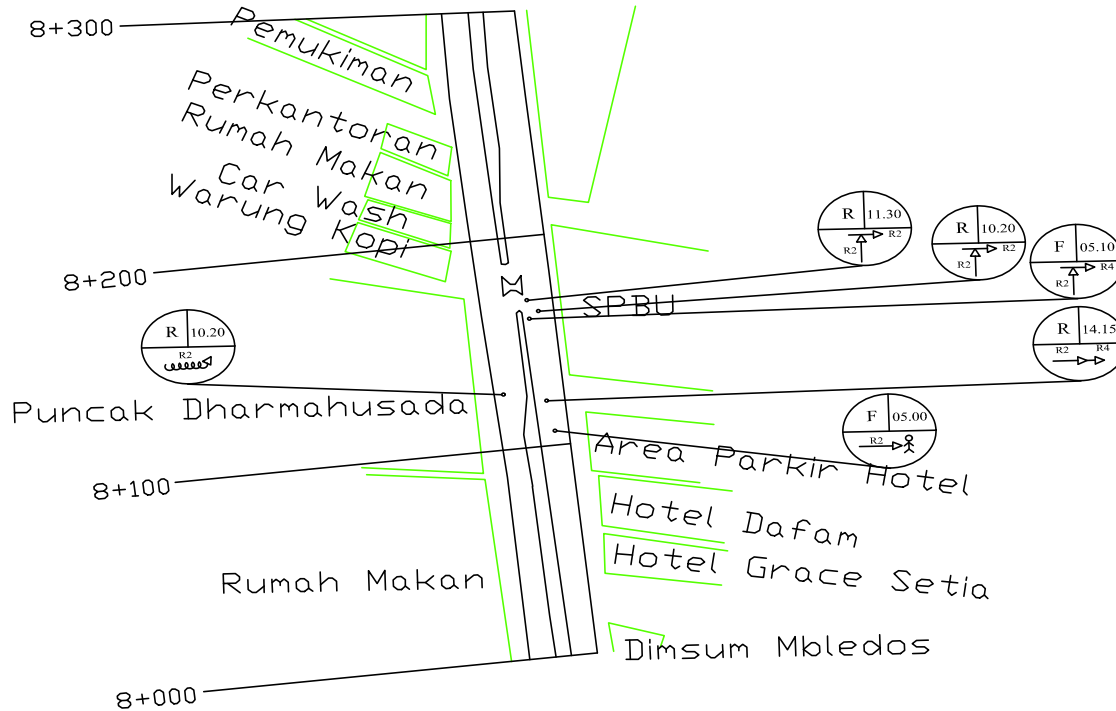 8+300
Pemukiman
Perkantoran
Rumah Makan
Car Wash
Warung Kopi
8+200
R 11.30
R2
R2
R 10.20
R2
R2
F 05.10
R4
R2
SPBU
R 10.20
R2
R 14.15
R2 R4
Puncak Dharmahusada
F 05.00
R2
Area Parkir Hotel
8+100
Hotel Dafam
Hotel Grace Setia
Rumah Makan
Dimsum Mbledos
8+000